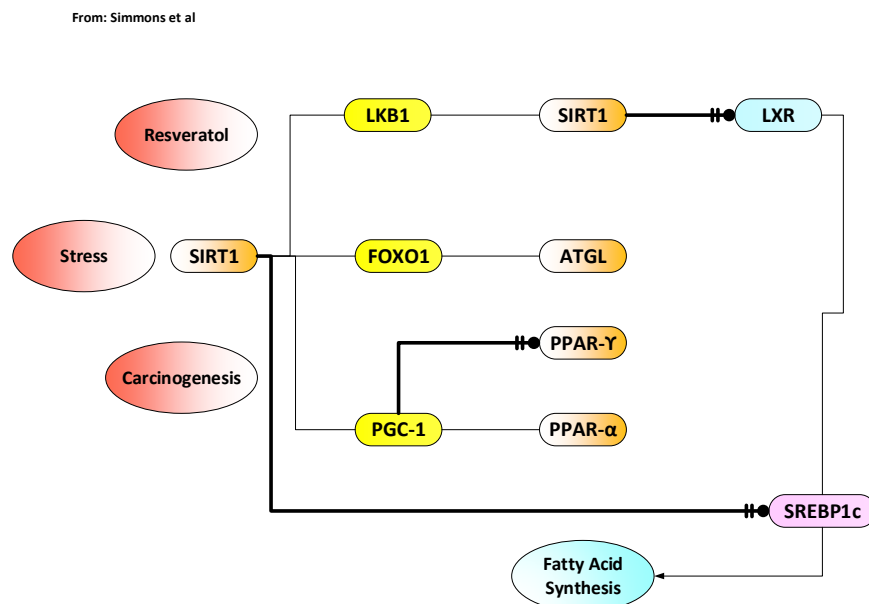 From: Simmons et al
LKB1
SIRT1
LXR
Resveratol
Stress
SIRT1
FOXO1
ATGL
PPAR-ϒ
Carcinogenesis
PGC-1
PPAR-α
SREBP1c
Fatty Acid
Synthesis